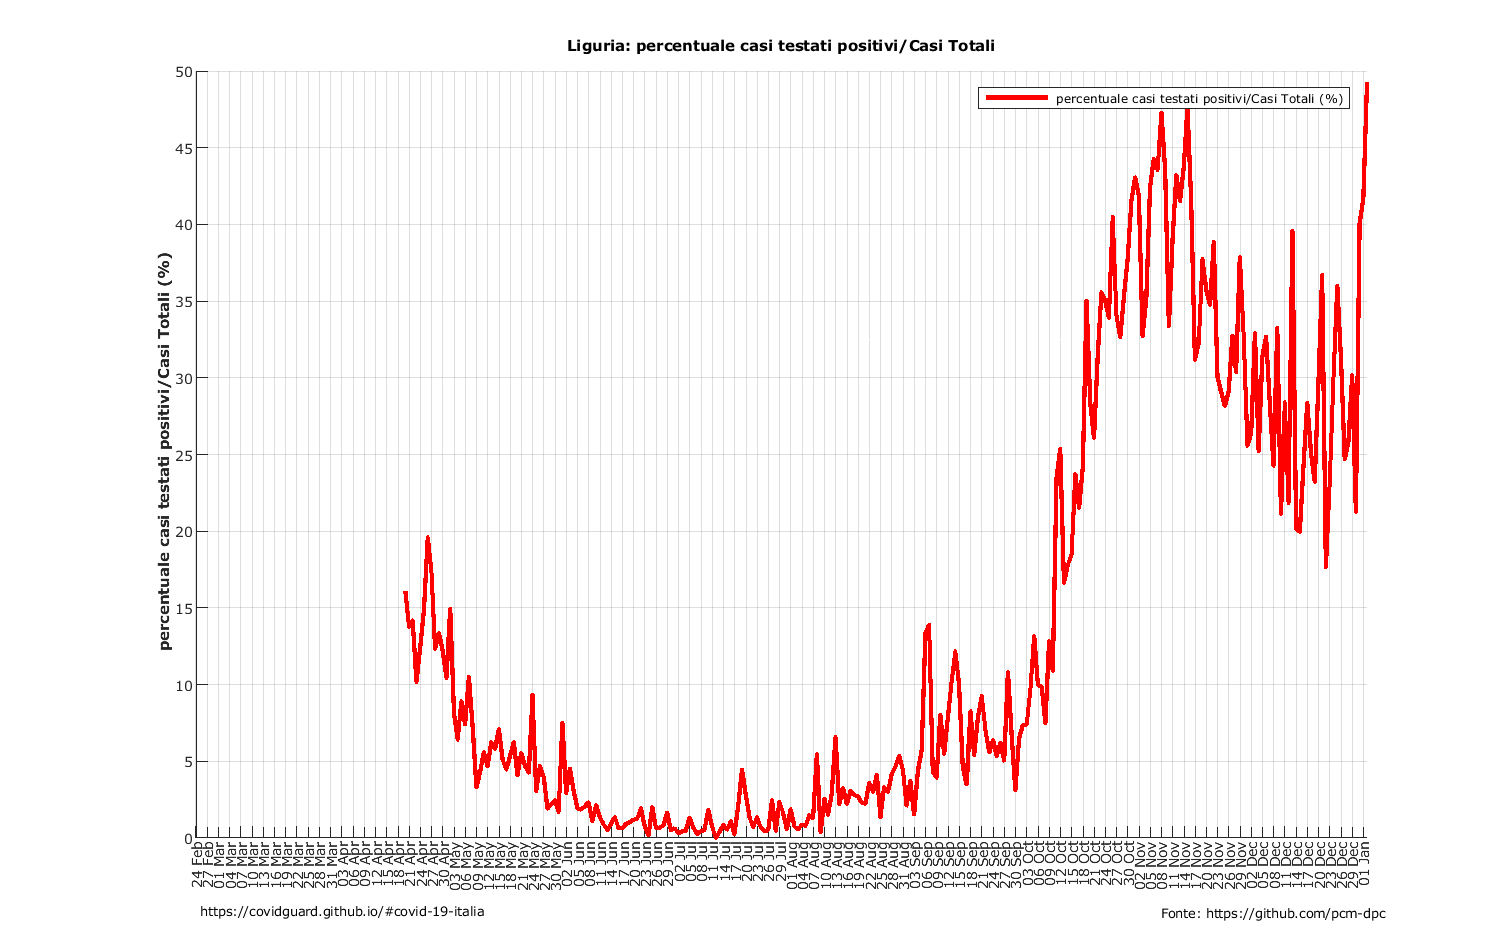 Liguria: percentuale casi testati positivi/Casi Totali
percentuale casi testati positivi/Casi Totali (%)
percentuale casi testati positivi/Casi Totali (%)
50
45
40
35
30
25
20
15
10
5
0
24 Feb
27 Feb
01 Mar
04 Mar
07 Mar
10 Mar
13 Mar
16 Mar
19 Mar
22 Mar
25 Mar
28 Mar
31 Mar
03 Apr
06 Apr
09 Apr
12 Apr
15 Apr
18 Apr
21 Apr
24 Apr
27 Apr
30 Apr
03 May
06 May
09 May
12 May
15 May
18 May
21 May
24 May
27 May
30 May
02 Jun
05 Jun
08 Jun
11 Jun
14 Jun
17 Jun
20 Jun
23 Jun
26 Jun
29 Jun
02 Jul
05 Jul
08 Jul
11 Jul
14 Jul
17 Jul
20 Jul
23 Jul
26 Jul
29 Jul
01 Aug
04 Aug
07 Aug
10 Aug
13 Aug
16 Aug
19 Aug
22 Aug
25 Aug
28 Aug
31 Aug
03 Sep
06 Sep
09 Sep
12 Sep
15 Sep
18 Sep
21 Sep
24 Sep
27 Sep
30 Sep
03 Oct
06 Oct
09 Oct
12 Oct
15 Oct
18 Oct
21 Oct
24 Oct
27 Oct
30 Oct
02 Nov
05 Nov
08 Nov
11 Nov
14 Nov
17 Nov
20 Nov
23 Nov
26 Nov
29 Nov
02 Dec
05 Dec
08 Dec
11 Dec
14 Dec
17 Dec
20 Dec
23 Dec
26 Dec
29 Dec
01 Jan
https://covidguard.github.io/#covid-19-italia
Fonte: https://github.com/pcm-dpc